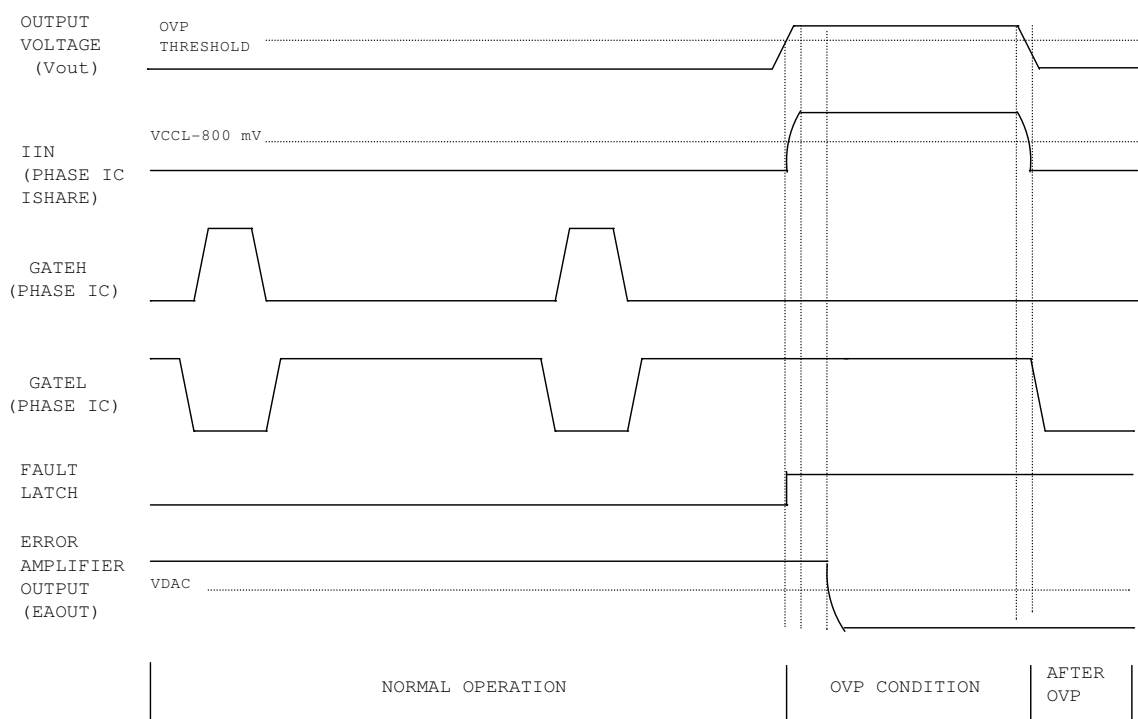 OUTPUT
VOLTAGE
(Vout)
OVP
THRESHOLD
VCCL-800 mV
IIN
(PHASE IC
ISHARE)
GATEH
(PHASE IC)
GATEL
(PHASE IC)
FAULT
LATCH
ERROR
AMPLIFIER
OUTPUT
(EAOUT)
VDAC
NORMAL OPERATION
OVP CONDITION
AFTER
OVP